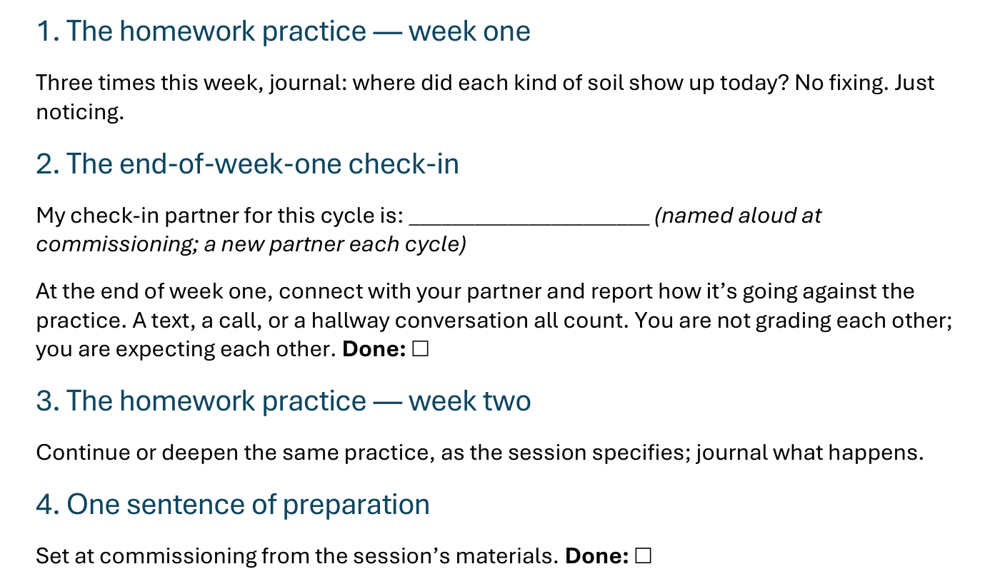 1. The homework practice — week one
Three times this week, journal: where did each kind of soil show up today? No fixing. Just
noticing.
2. The end-of-week-one check-in
My check-in partner for this cycle is: ______________________ (named aloud at
commissioning; a new partner each cycle)
At the end of week one, connect with your partner and report how it’s going against the
practice. A text, a call, or a hallway conversation all count. You are not grading each other;
you are expecting each other. Done: ☐
3. The homework practice — week two
Continue or deepen the same practice, as the session specifies; journal what happens.
4. One sentence of preparation
Set at commissioning from the session’s materials. Done: ☐